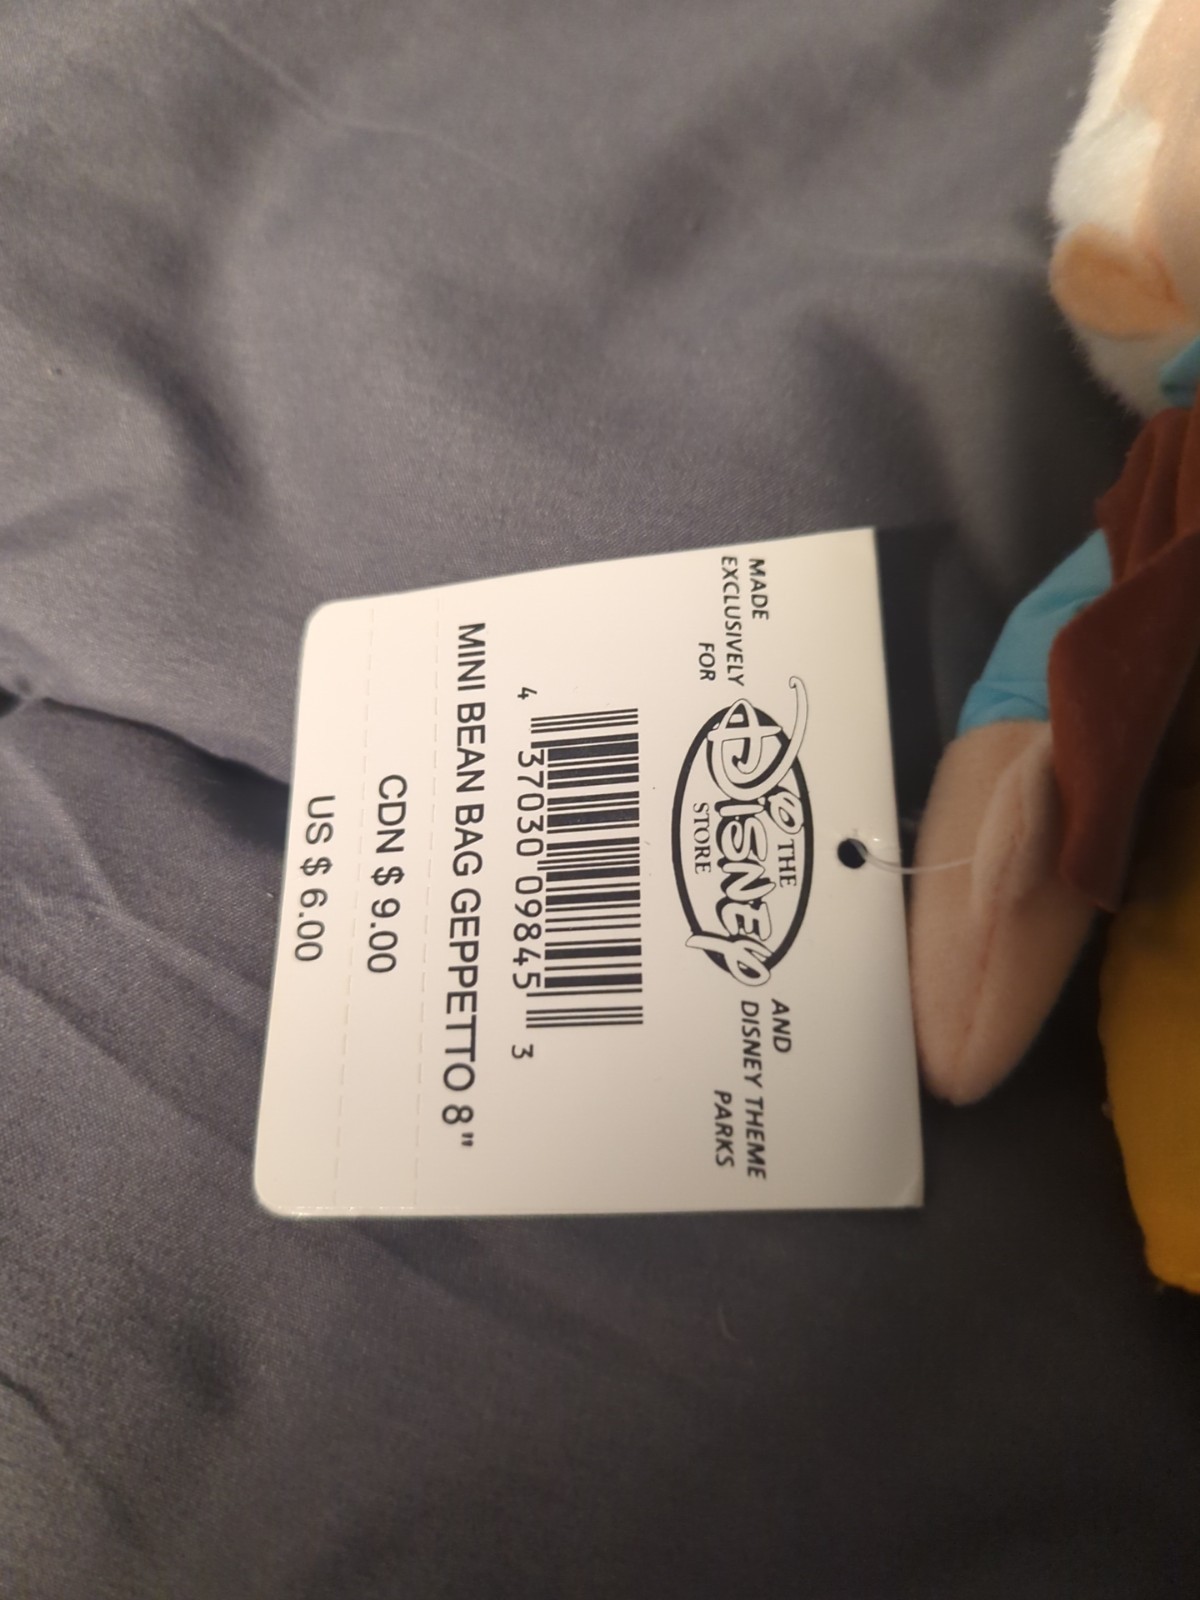 MADE
EXCLUSIVELY
FOR
THE
DISNEY
STORE
AND
DISNEY THEME
PARKS
4 37030 09845 3
MINI BEAN BAG GEPPETTO 8"
CDN $ 9.00
US $ 6.00